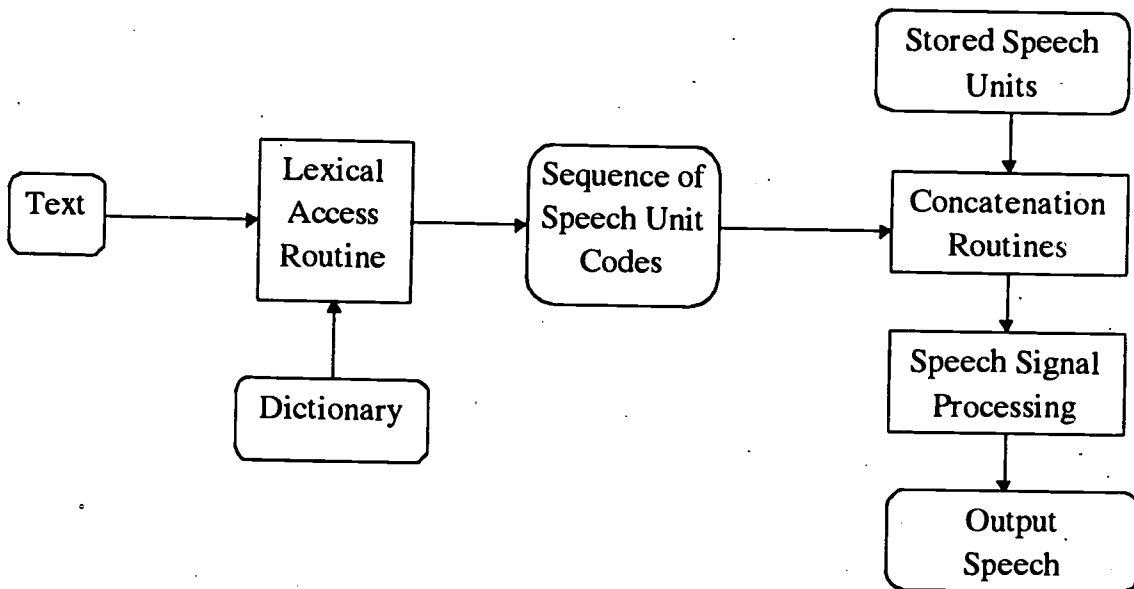 Stored Speech
Units
Text
Lexical
Access
Routine
Sequence of
Speech Unit
Codes
Concatenation
Routines
Dictionary
Speech Signal
Processing
Output
Speech